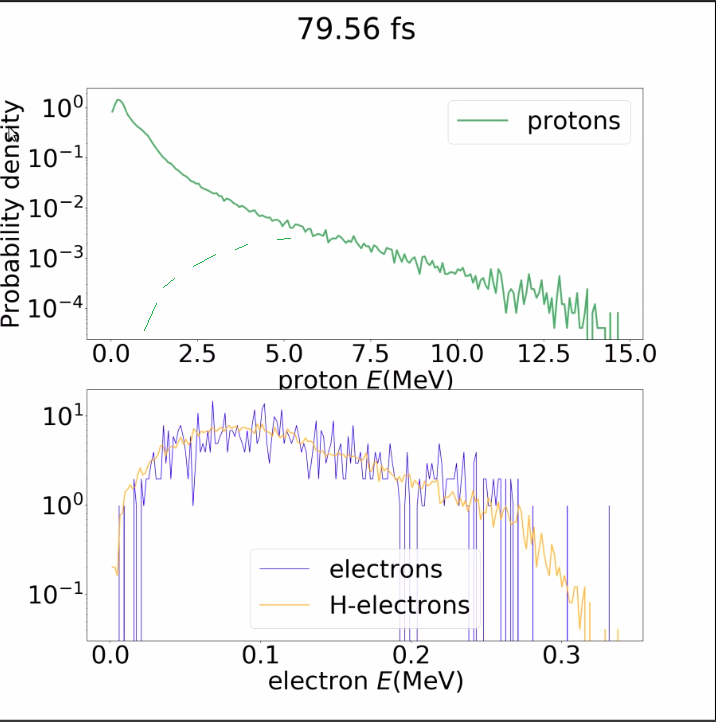 79.56 fs
Probability density
10⁰
10⁻¹
10⁻²
10⁻³
10⁻⁴
protons
0.0 2.5 5.0 7.5 10.0 12.5 15.0
proton E(MeV)
10¹
10⁰
10⁻¹
electrons
H-electrons
0.0 0.1 0.2 0.3
electron E(MeV)